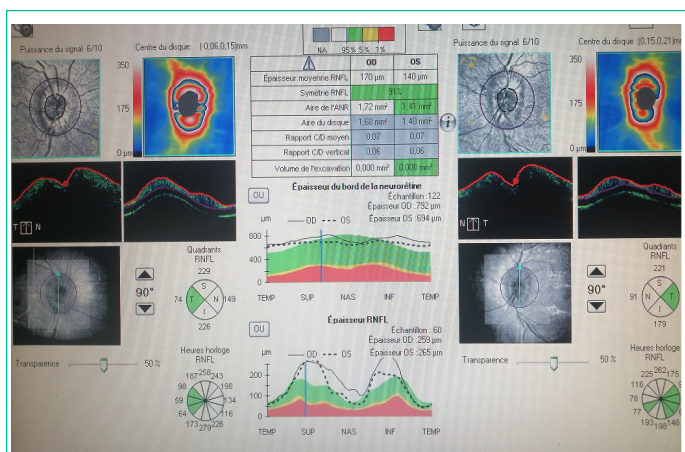 Puissance du signal 6/10
Centre du disque: (-0,06,0,15)mm
NA 95% 5% 1%
Puissance du signal 6/10
Centre du disque :(0,15,0,21)mm
350
175
0 µm
OD OS
Épaisseur moyenne RNFL 170 µm 140 µm
Symétrie RNFL 91%
Aire de l'ANR 1,72 mm² 1,41 mm²
Aire du disque 1,68 mm² 1,40 mm²
Rapport C/D moyen 0,07 0,07
Rapport C/D vertical 0,06 0,06
Volume de l'excavation 0,000 mm³ 0,000 mm³
350
175
0 µm
T N
N T
OU
Épaisseur du bord de la neurorétine
Échantillon :122
Épaisseur OD :792 µm
Épaisseur OS :694 µm
µm
OD OS
800
400
0
TEMP SUP NAS INF TEMP
Quadrants
RNFL
229
74 T S N I 149
226
90°
Quadrants
RNFL
221
91 N S T I
179
90°
OU
Épaisseur RNFL
Échantillon : 60
Épaisseur OD :259 µm
Épaisseur OS :265 µm
µm
OD OS
200
100
0
TEMP SUP NAS INF TEMP
Transparence 50 %
Transparence 50 %
Heures horloge
RNFL
187 258 243
98 198
59 134
64 116
173 279 226
Heures horloge
RNFL
225 262 175
116
78
77
193 198 146